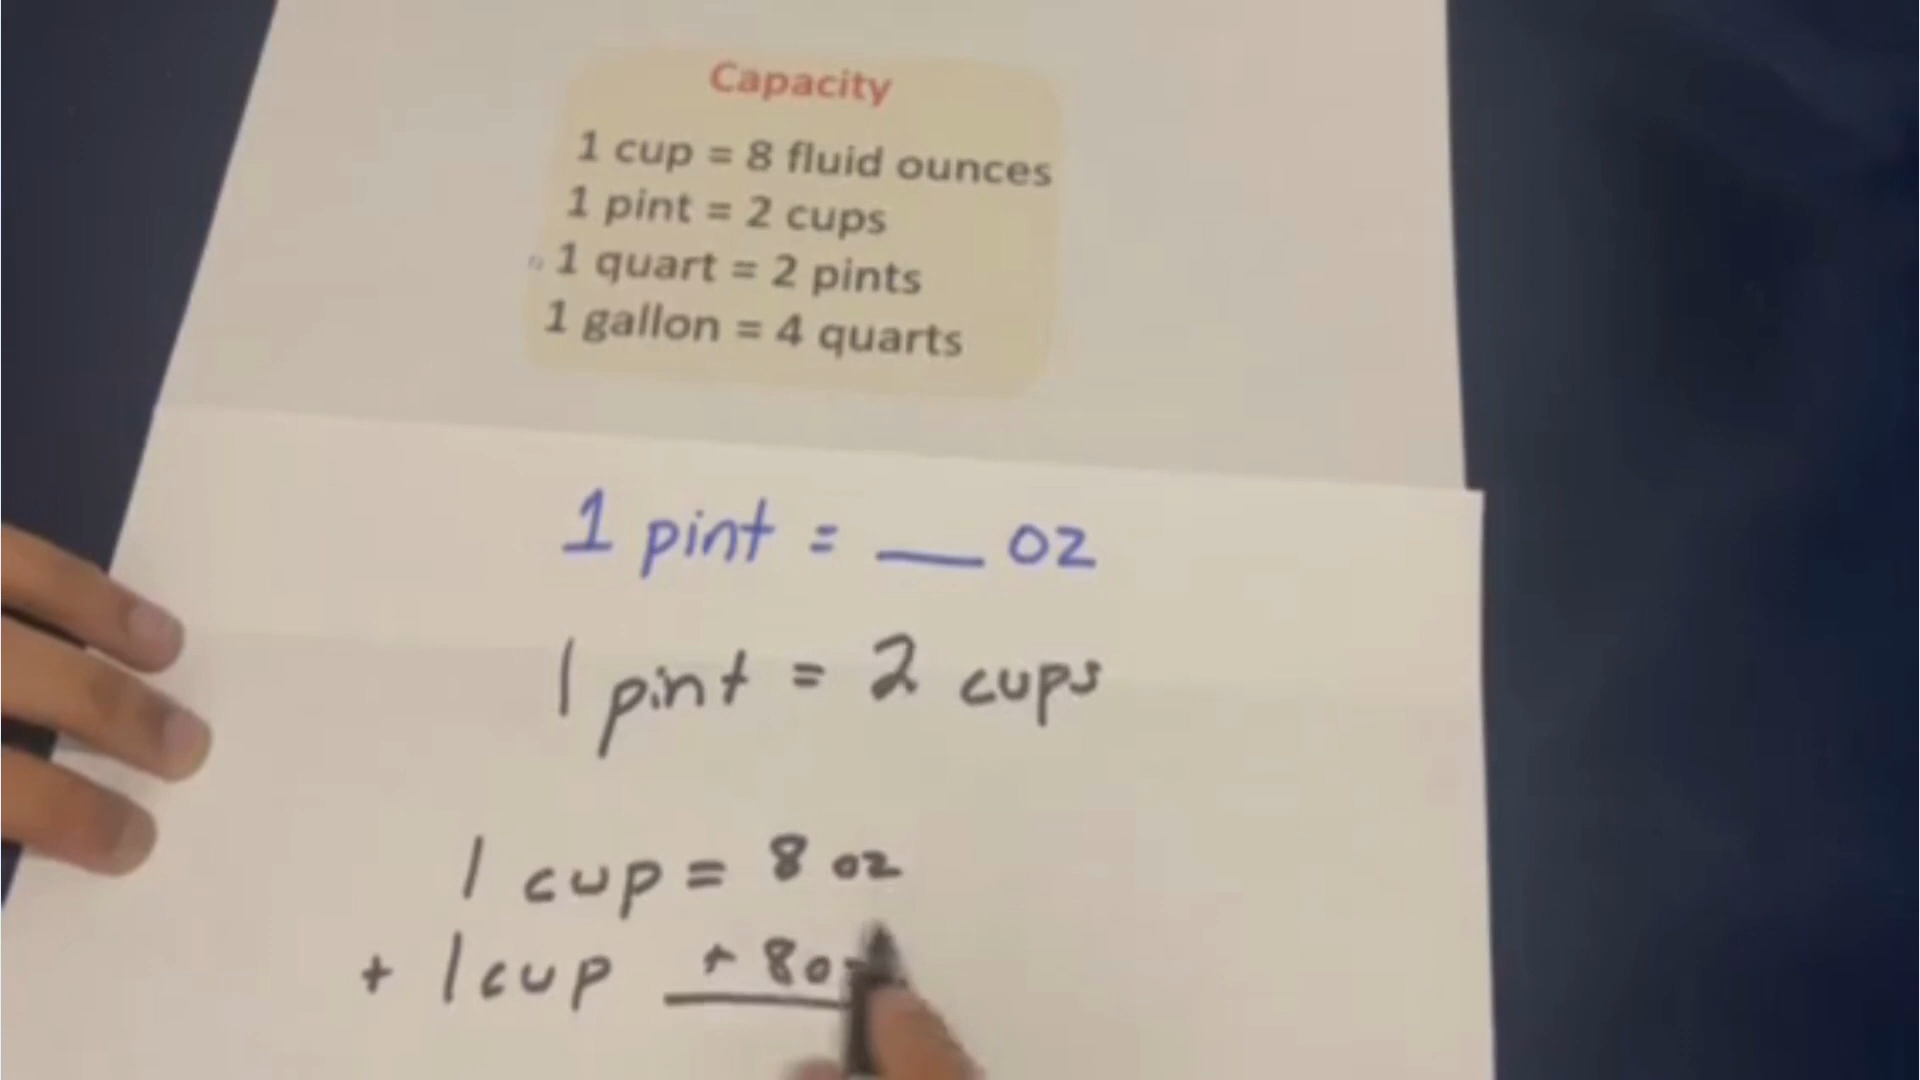 Capacity
1 cup = 8 fluid ounces
1 pint = 2 cups
1 quart = 2 pints
1 gallon = 4 quarts
1 pint = __ oz
1 pint = 2 cups
1 cup = 8 oz
+ 1 cup + 8